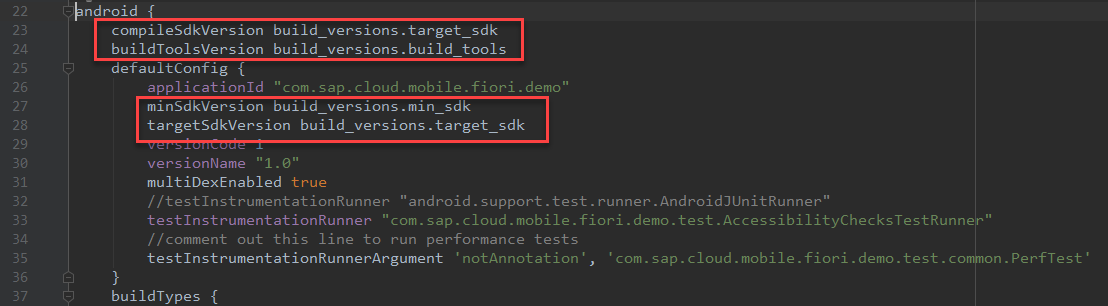 22 android {
23 compileSdkVersion build_versions.target_sdk
24 buildToolsVersion build_versions.build_tools
25 defaultConfig {
26 applicationId "com.sap.cloud.mobile.fiori.demo"
27 minSdkVersion build_versions.min_sdk
28 targetSdkVersion build_versions.target_sdk
29 versionCode 1
30 versionName "1.0"
31 multiDexEnabled true
32 //testInstrumentationRunner "android.support.test.runner.AndroidJUnitRunner"
33 testInstrumentationRunner "com.sap.cloud.mobile.fiori.demo.test.AccessibilityChecksTestRunner"
34 //comment out this line to run performance tests
35 testInstrumentationRunnerArgument 'notAnnotation', 'com.sap.cloud.mobile.fiori.demo.test.common.PerfTest'
36 }
37 buildTypes {